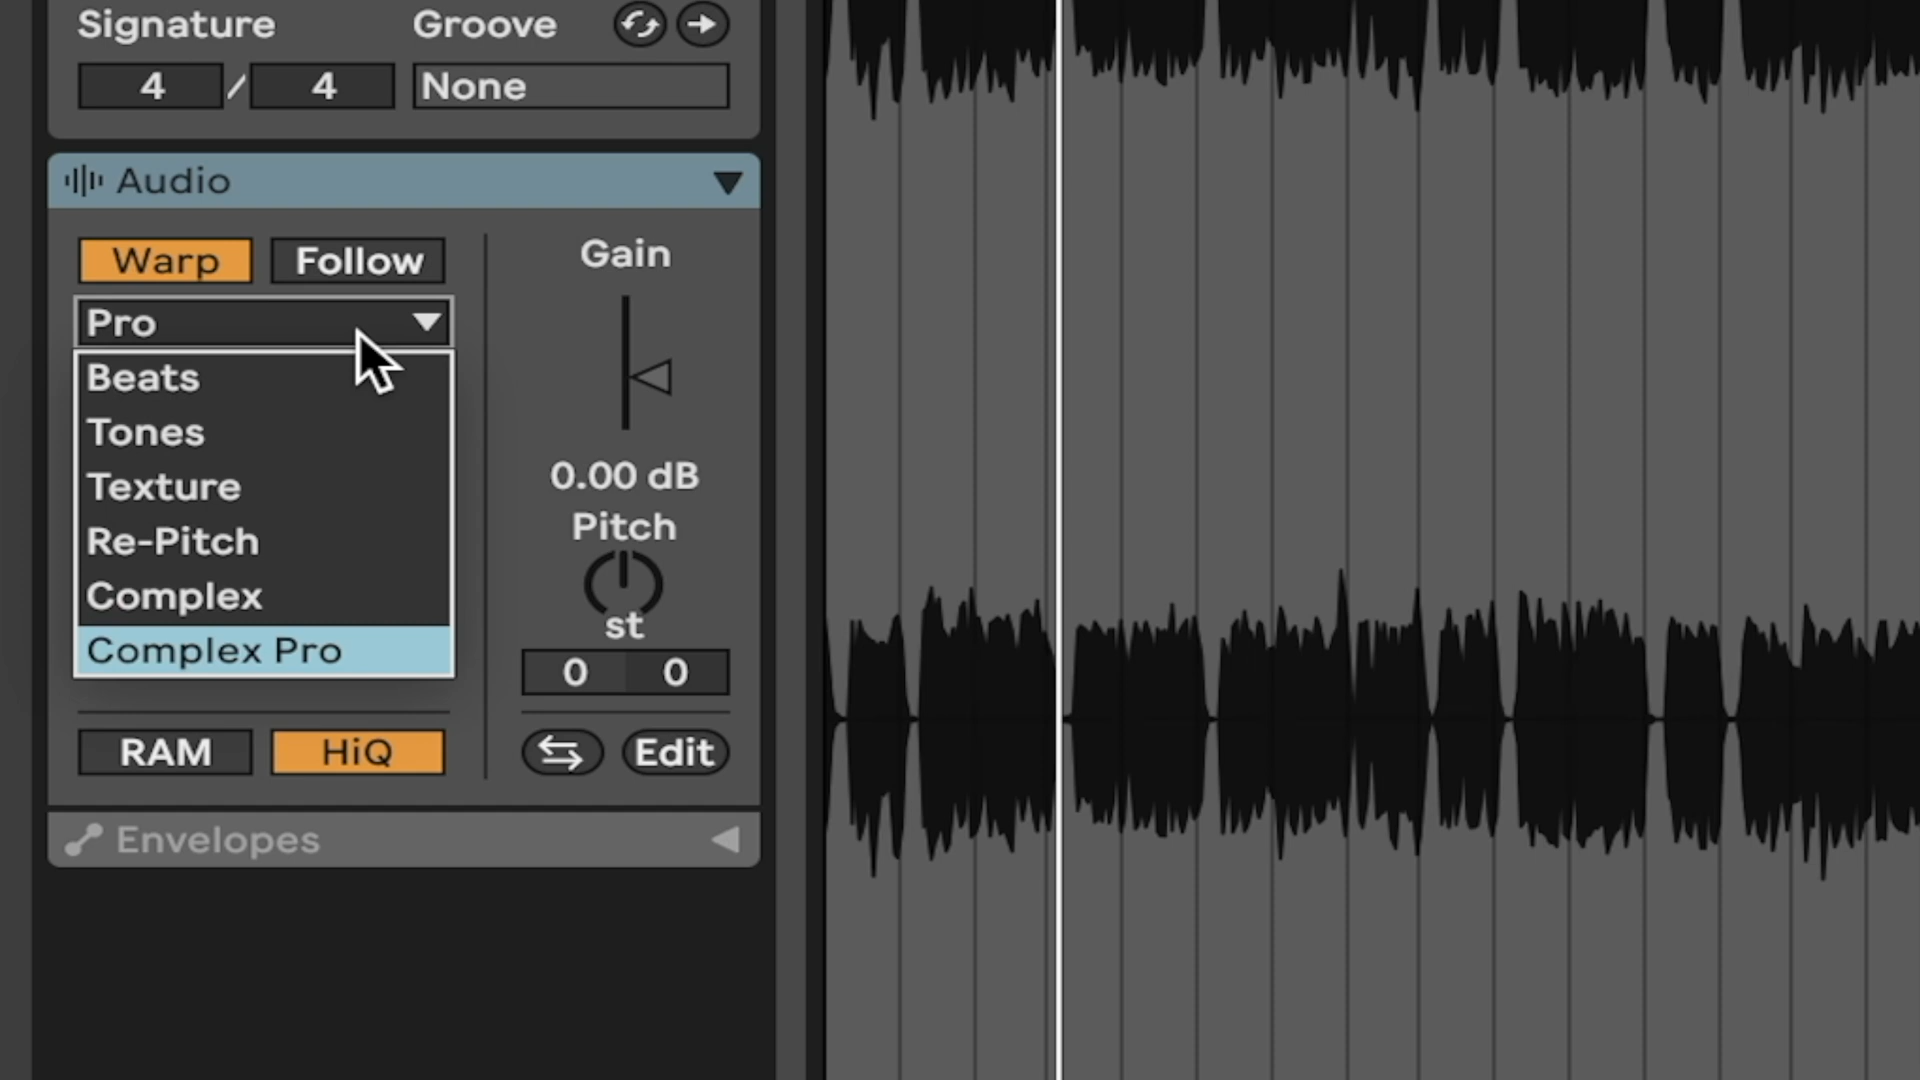 Signature Groove
4 / 4 None
Audio
Warp Follow Gain
Pro
Beats
Tones
Texture 0.00 dB
Pitch
Re-Pitch
Complex st
Complex Pro 0 0
RAM HiQ Edit
Envelopes